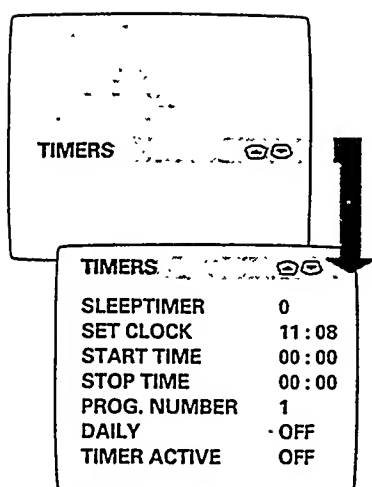 TIMERS
TIMERS
SLEEPTIMER 0
SET CLOCK 11:08
START TIME 00:00
STOP TIME 00:00
PROG. NUMBER 1
DAILY - OFF
TIMER ACTIVE OFF